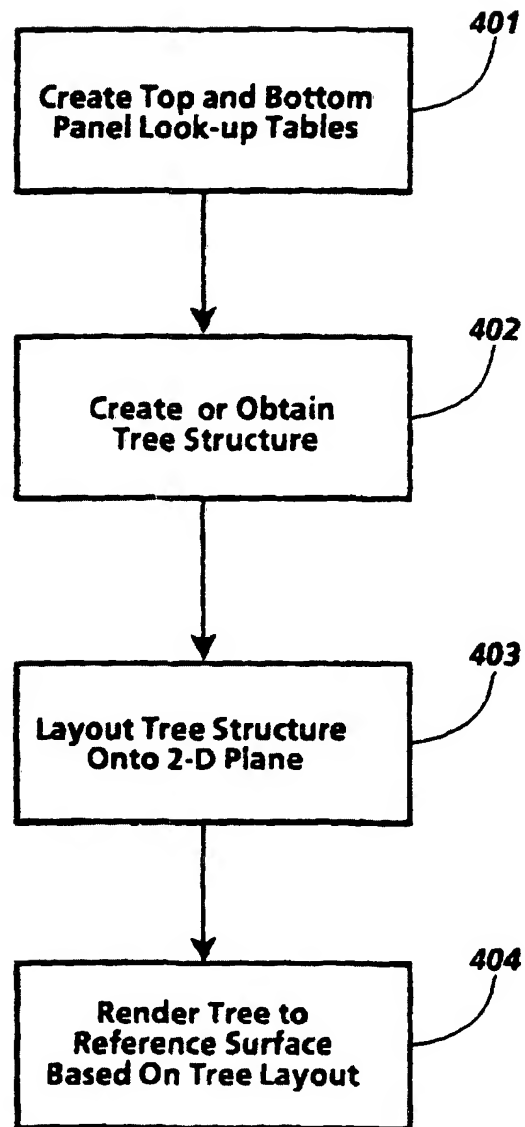 401
Create Top and Bottom
Panel Look-up Tables
402
Create or Obtain
Tree Structure
403
Layout Tree Structure
Onto 2-D Plane
404
Render Tree to
Reference Surface
Based On Tree Layout